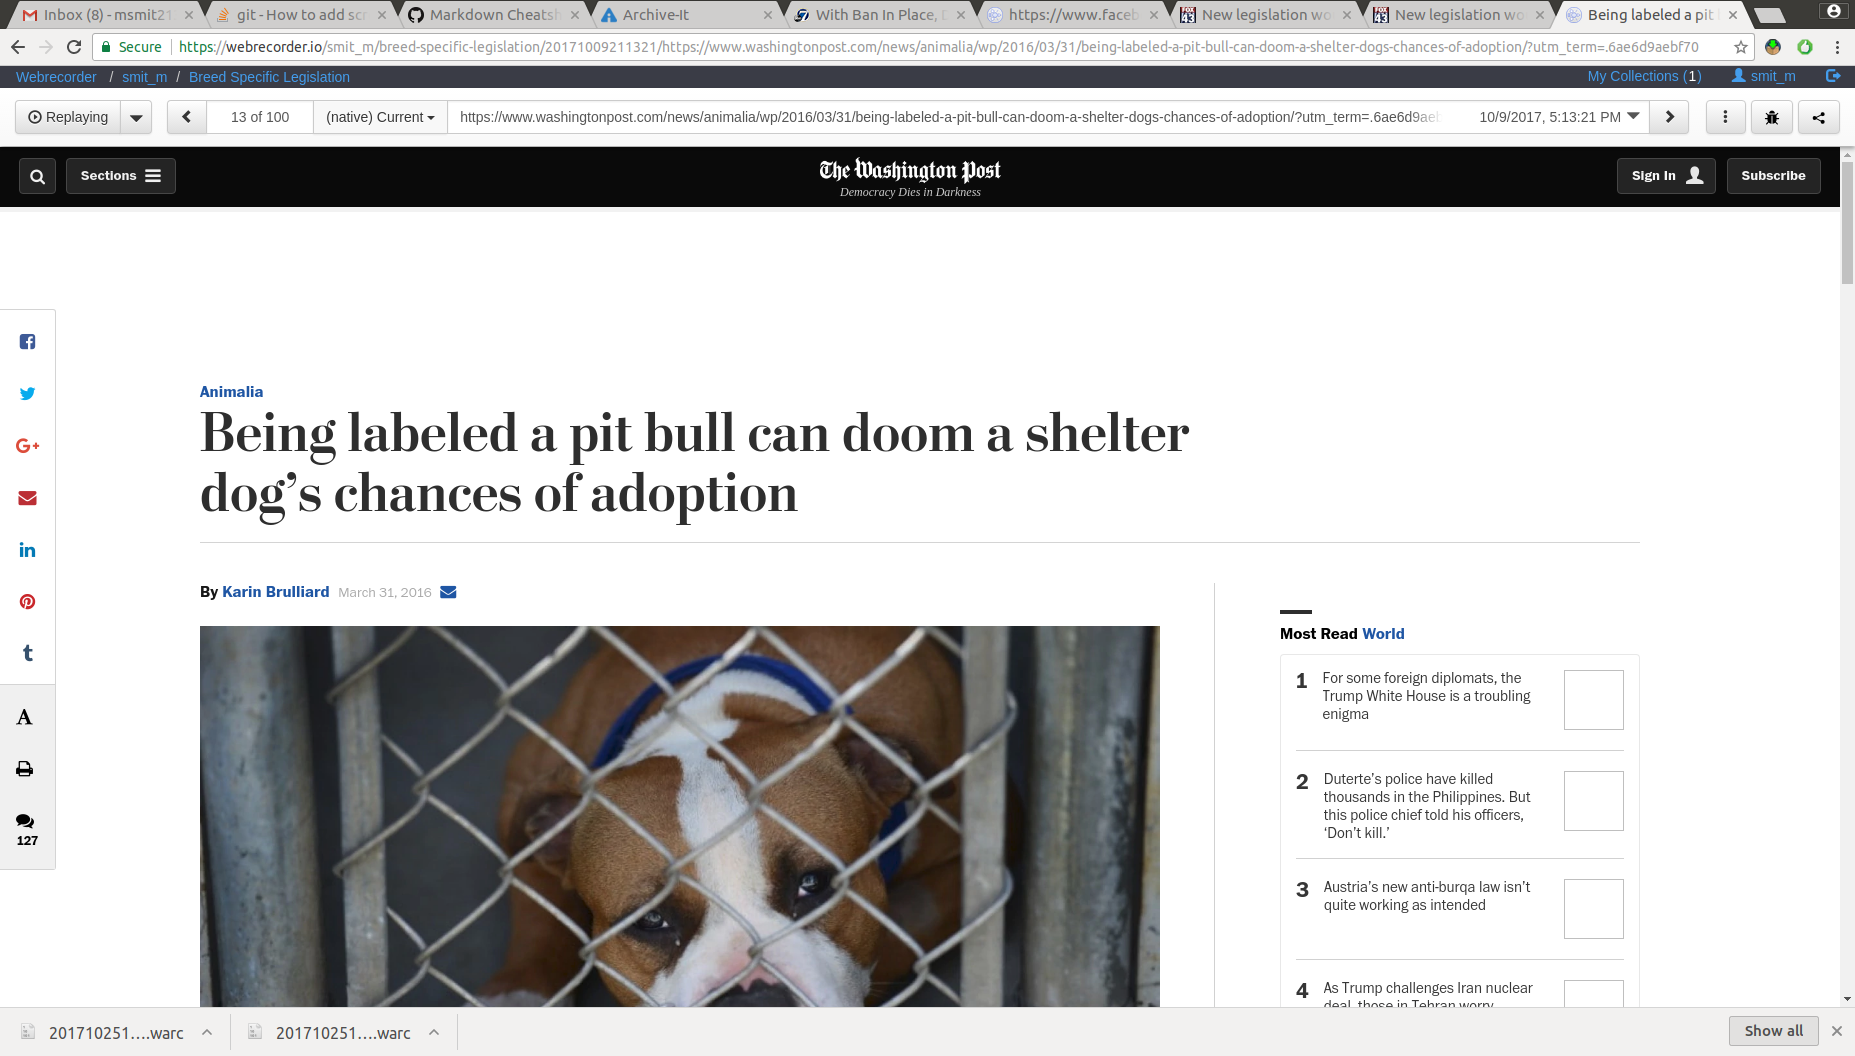 Inbox (8) - msmit21
git - How to add scr
Markdown Cheatsh
Archive-It
With Ban In Place, D
https://www.faceb
New legislation wo
New legislation wo
Being labeled a pit
Secure
https://webrecorder.io/smit_m/breed-specific-legislation/20171009211321/https://www.washingtonpost.com/news/animalia/wp/2016/03/31/being-labeled-a-pit-bull-can-doom-a-shelter-dogs-chances-of-adoption/?utm_term=.6ae6d9aebf70
Webrecorder / smit_m / Breed Specific Legislation
My Collections (1) smit_m
Replaying
13 of 100
(native) Current
https://www.washingtonpost.com/news/animalia/wp/2016/03/31/being-labeled-a-pit-bull-can-doom-a-shelter-dogs-chances-of-adoption/?utm_term=.6ae6d9ae
10/9/2017, 5:13:21 PM
Sections
The Washington Post
Democracy Dies in Darkness
Sign In
Subscribe
Animalia
Being labeled a pit bull can doom a shelter
dog’s chances of adoption
By Karin Brulliard March 31, 2016
127
Most Read World
1 For some foreign diplomats, the
Trump White House is a troubling
enigma
2 Duterte’s police have killed
thousands in the Philippines. But
this police chief told his officers,
‘Don’t kill.’
3 Austria’s new anti-burqa law isn’t
quite working as intended
4 As Trump challenges Iran nuclear
deal, those in Tehran worry
201710251....warc
201710251....warc
Show all